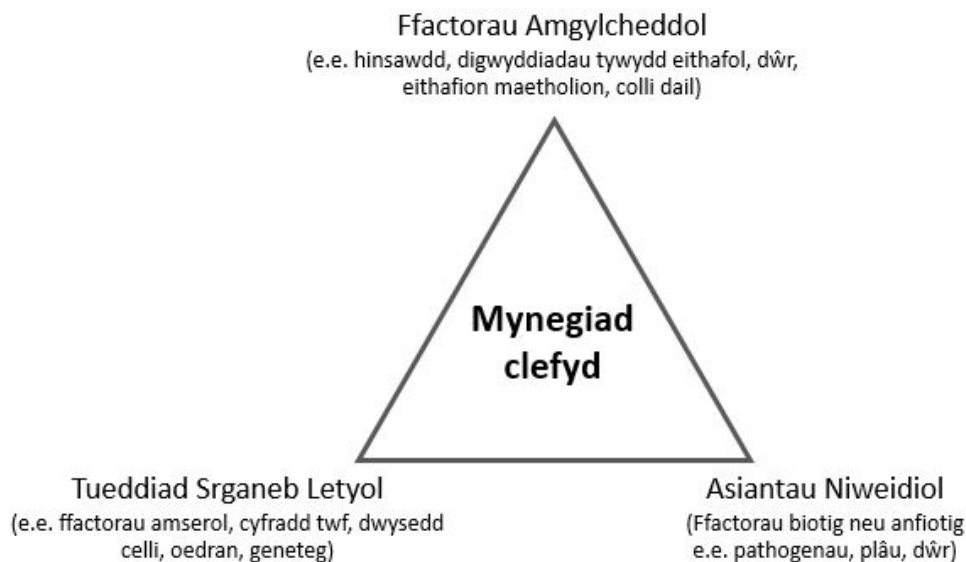 Ffactorau Amgylcheddol
(e.e. hinsawdd, digwyddiadau tywydd eithafol, dŵr,
eithafion maetholion, colli dail)
Mynegiad
clefyd
Tueddiad Srganeb Letyol
(e.e. ffactorau amserol, cyfradd twf, dwysedd
celli, oedran, geneteg)
Asiantau Niweidiol
(Ffactorau biotig neu anfiotig
e.e. pathogenau, plâu, dŵr)